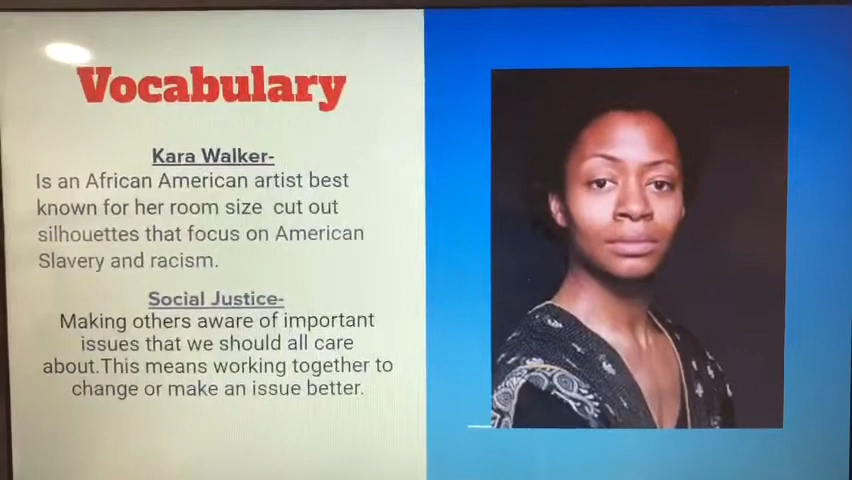 Vocabulary
Kara Walker-
Is an African American artist best
known for her room size cut out
silhouettes that focus on American
Slavery and racism.
Social Justice-
Making others aware of important
issues that we should all care
about.This means working together to
change or make an issue better.